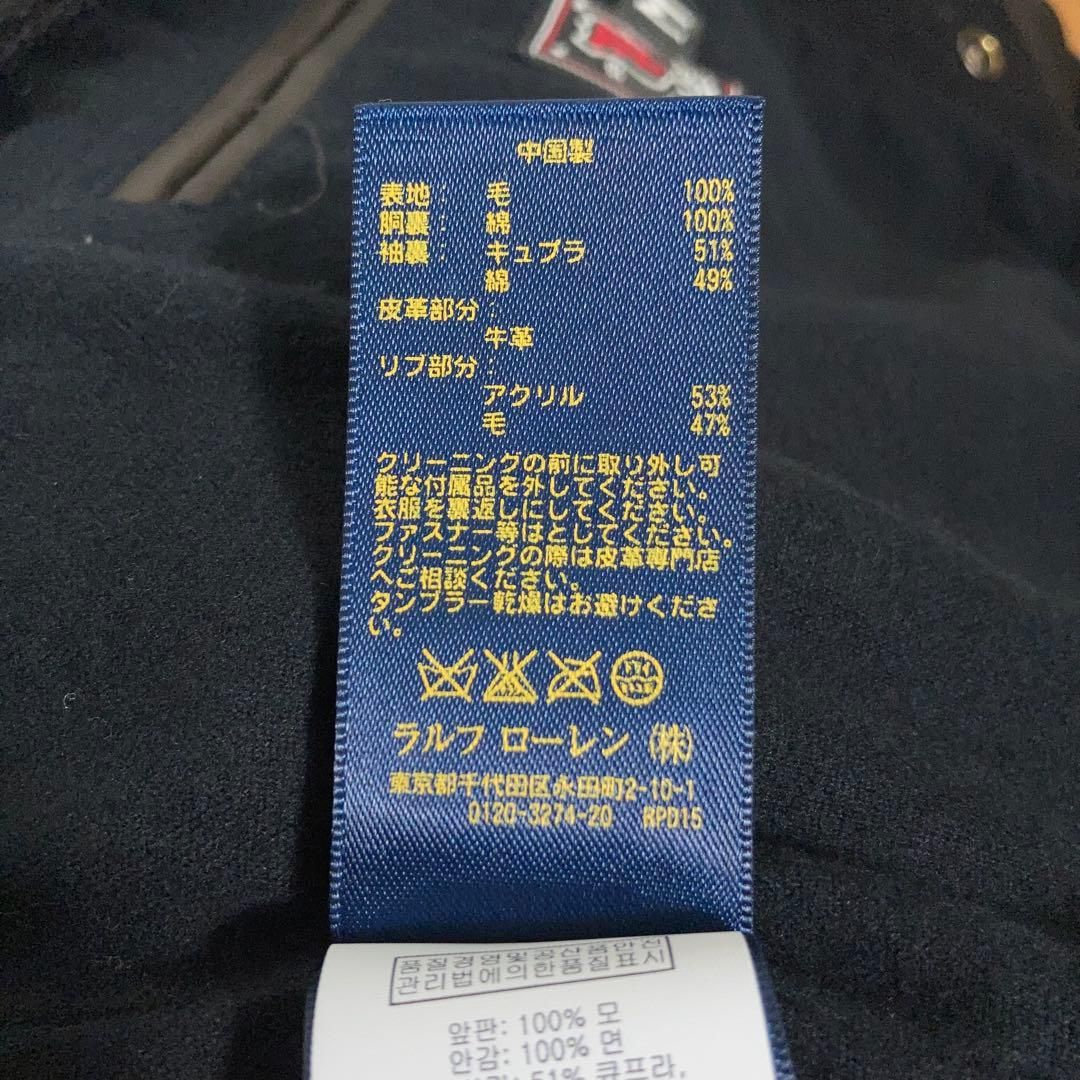 中国製
表地: 毛 100%
胴裏: 綿 100%
袖裏: キュプラ 51%
綿 49%
皮革部分:
牛革
リブ部分:
アクリル 53%
毛 47%
クリーニングの前に取り外し可
能な付属品を外してください。
衣服を裏返しにしてください。
ファスナー等はとじてください。
クリーニングの際は皮革専門店
へご相談ください。
タンブラー乾燥はお避けくださ
い。
ラルフ ローレン (株)
東京都千代田区永田町2-10-1
0120-3274-20 RPD15
품질경영및공산품안전
관리법에의한품질표시
앞판: 100% 모
안감: 100% 면
51% 큐프라,